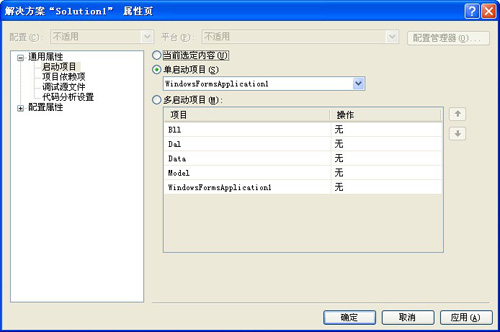 解决方案“Solution1” 属性页
配置(C): 不适用 平台(P): 不适用 配置管理器(O)...
通用属性
启动项目
项目依赖项
调试源文件
代码分析设置
配置属性
当前选定内容(U)
单启动项目(S)
WindowsFormsApplication1
多启动项目(M):
项目 操作
Bll 无
Dal 无
Data 无
Model 无
WindowsFormsApplication1 无
确定 取消 应用(A)